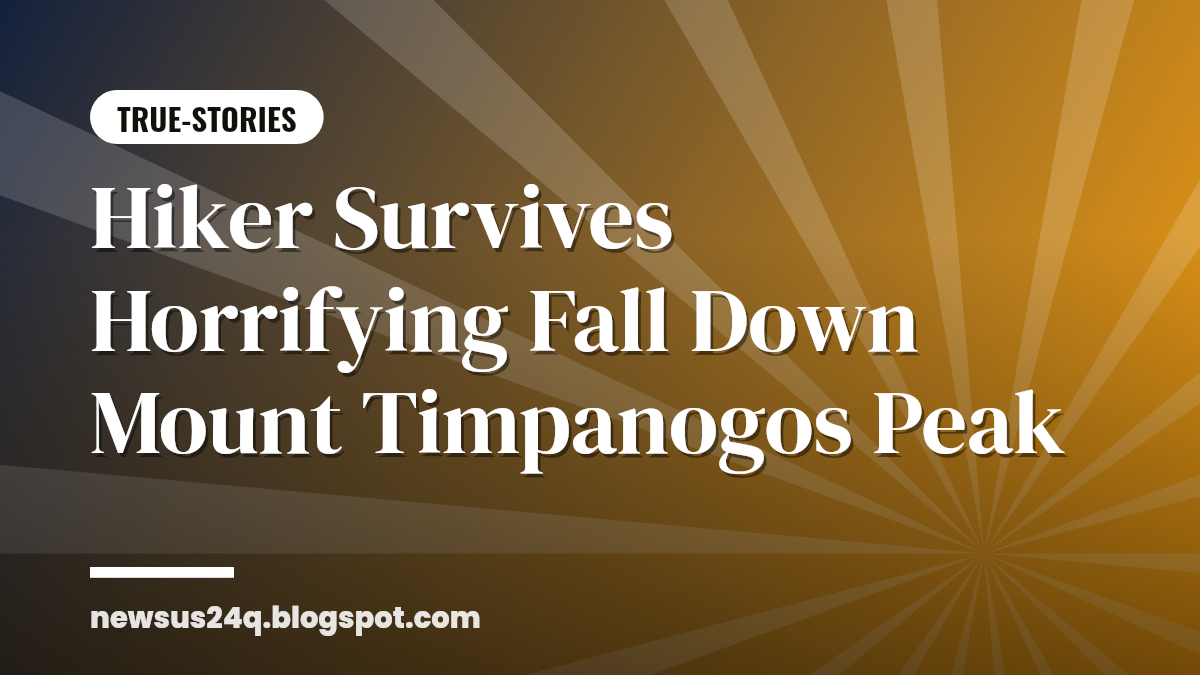 TRUE-STORIES
Hiker Survives
Horrifying Fall Down
Mount Timpanogos Peak
newsus24q.blogspot.com